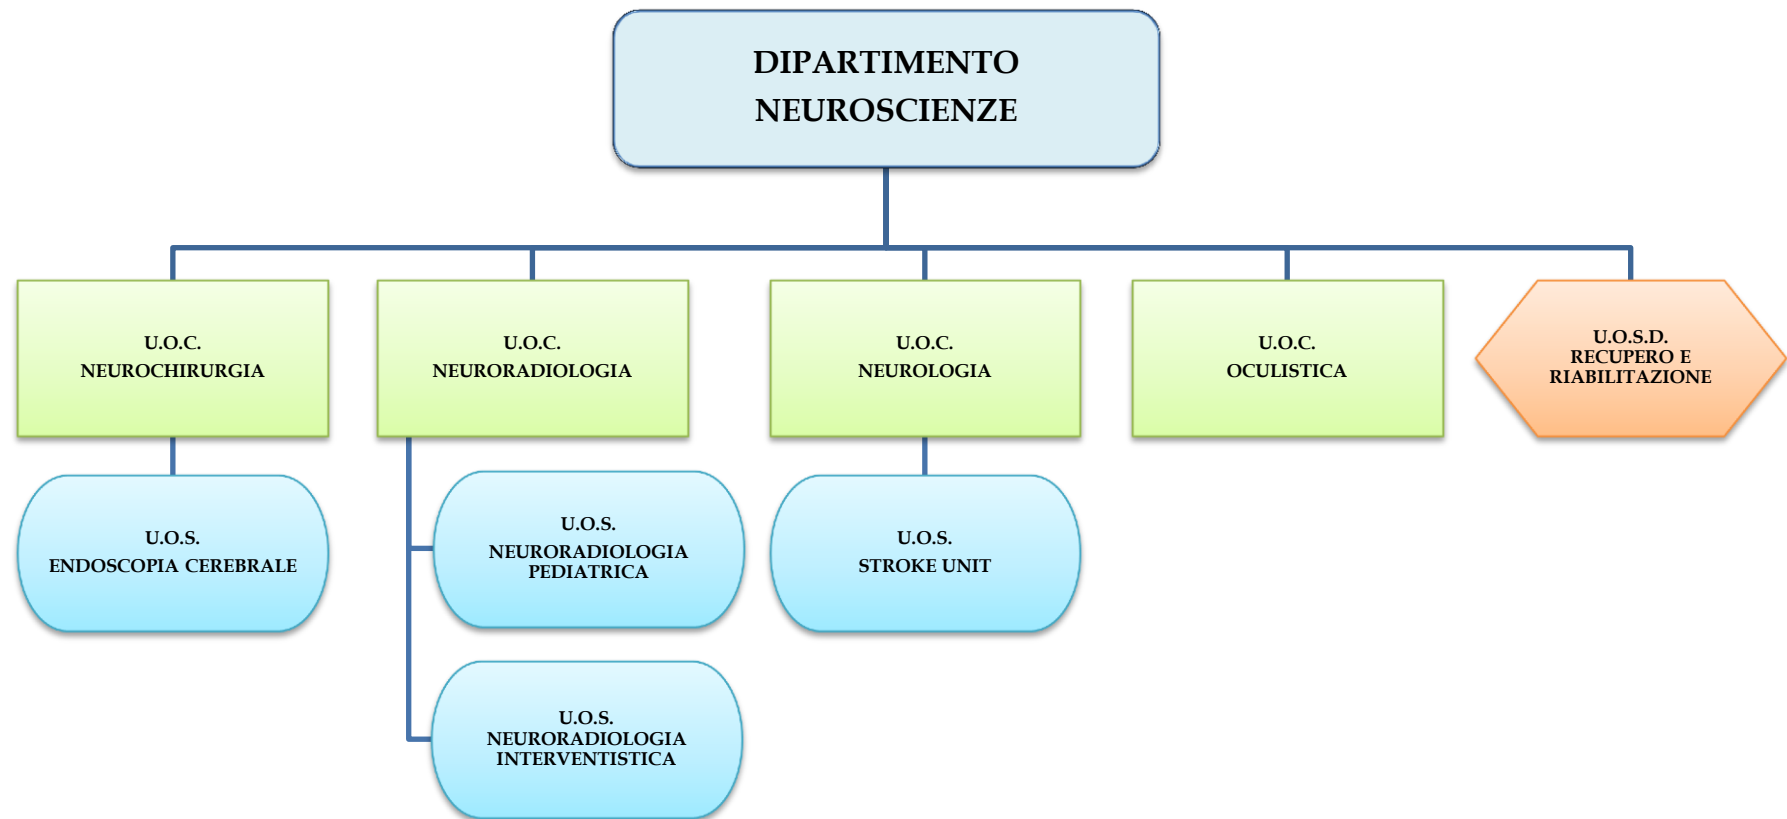 DIPARTIMENTO
NEUROSCIENZE
U.O.C.
NEUROCHIRURGIA
U.O.C.
NEURORADIOLOGIA
U.O.C.
NEUROLOGIA
U.O.C.
OCULISTICA
U.O.S.D.
RECUPERO E
RIABILITAZIONE
U.O.S.
ENDOSCOPIA CEREBRALE
U.O.S.
NEURORADIOLOGIA
PEDIATRICA
U.O.S.
STROKE UNIT
U.O.S.
NEURORADIOLOGIA
INTERVENTISTICA